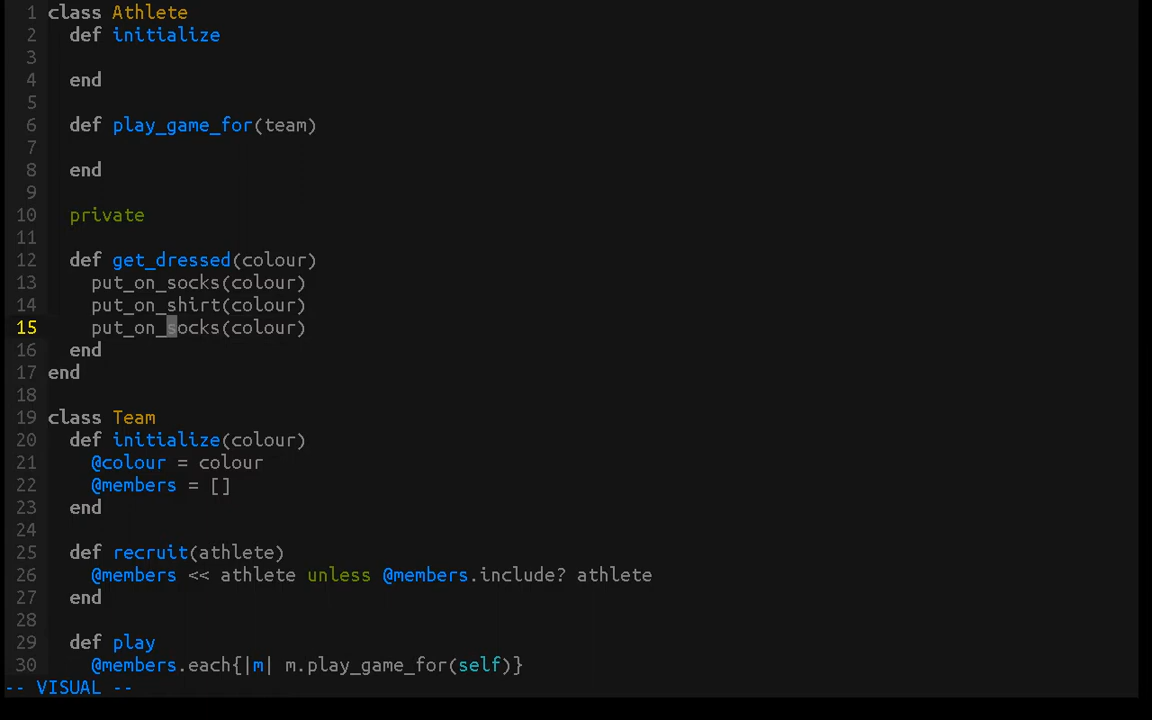 1 class Athlete
2   def initialize
3
4   end
5
6   def play_game_for(team)
7
8   end
9
10   private
11
12   def get_dressed(colour)
13     put_on_socks(colour)
14     put_on_shirt(colour)
15     put_on_socks(colour)
16   end
17 end
18
19 class Team
20   def initialize(colour)
21     @colour = colour
22     @members = []
23   end
24
25   def recruit(athlete)
26     @members << athlete unless @members.include? athlete
27   end
28
29   def play
30     @members.each{|m| m.play_game_for(self)}
-- VISUAL --